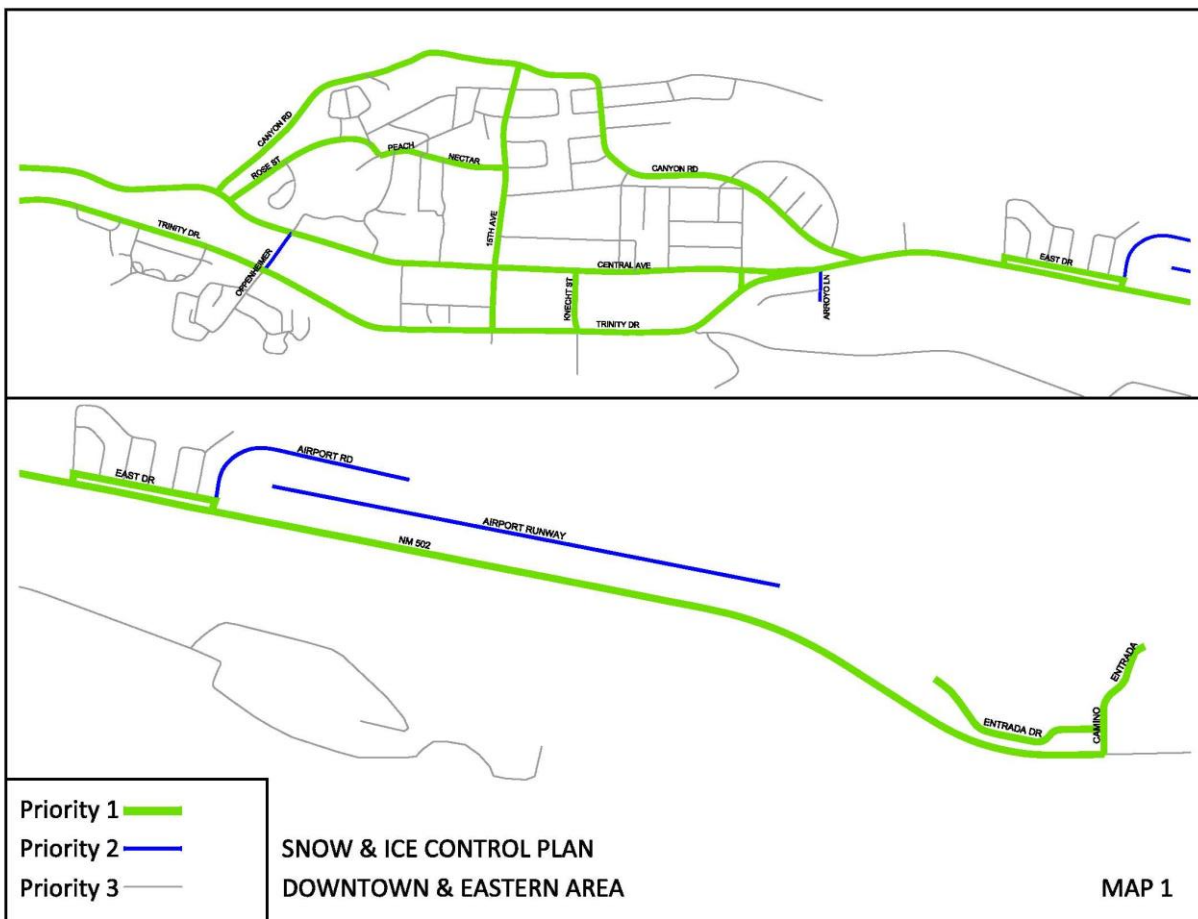 CANYON RD
ROSE ST
PEACH
NECTAR
CANYON RD
TRINITY DR.
15TH AVE
OPPENHEIMER
CENTRAL AVE
KNECHT ST
TRINITY DR
ARROYO LN
EAST DR
EAST DR
AIRPORT RD
AIRPORT RUNWAY
NM 502
ENTRADA
ENTRADA DR
CAMINO
Priority 1
Priority 2
Priority 3
SNOW & ICE CONTROL PLAN
DOWNTOWN & EASTERN AREA
MAP 1